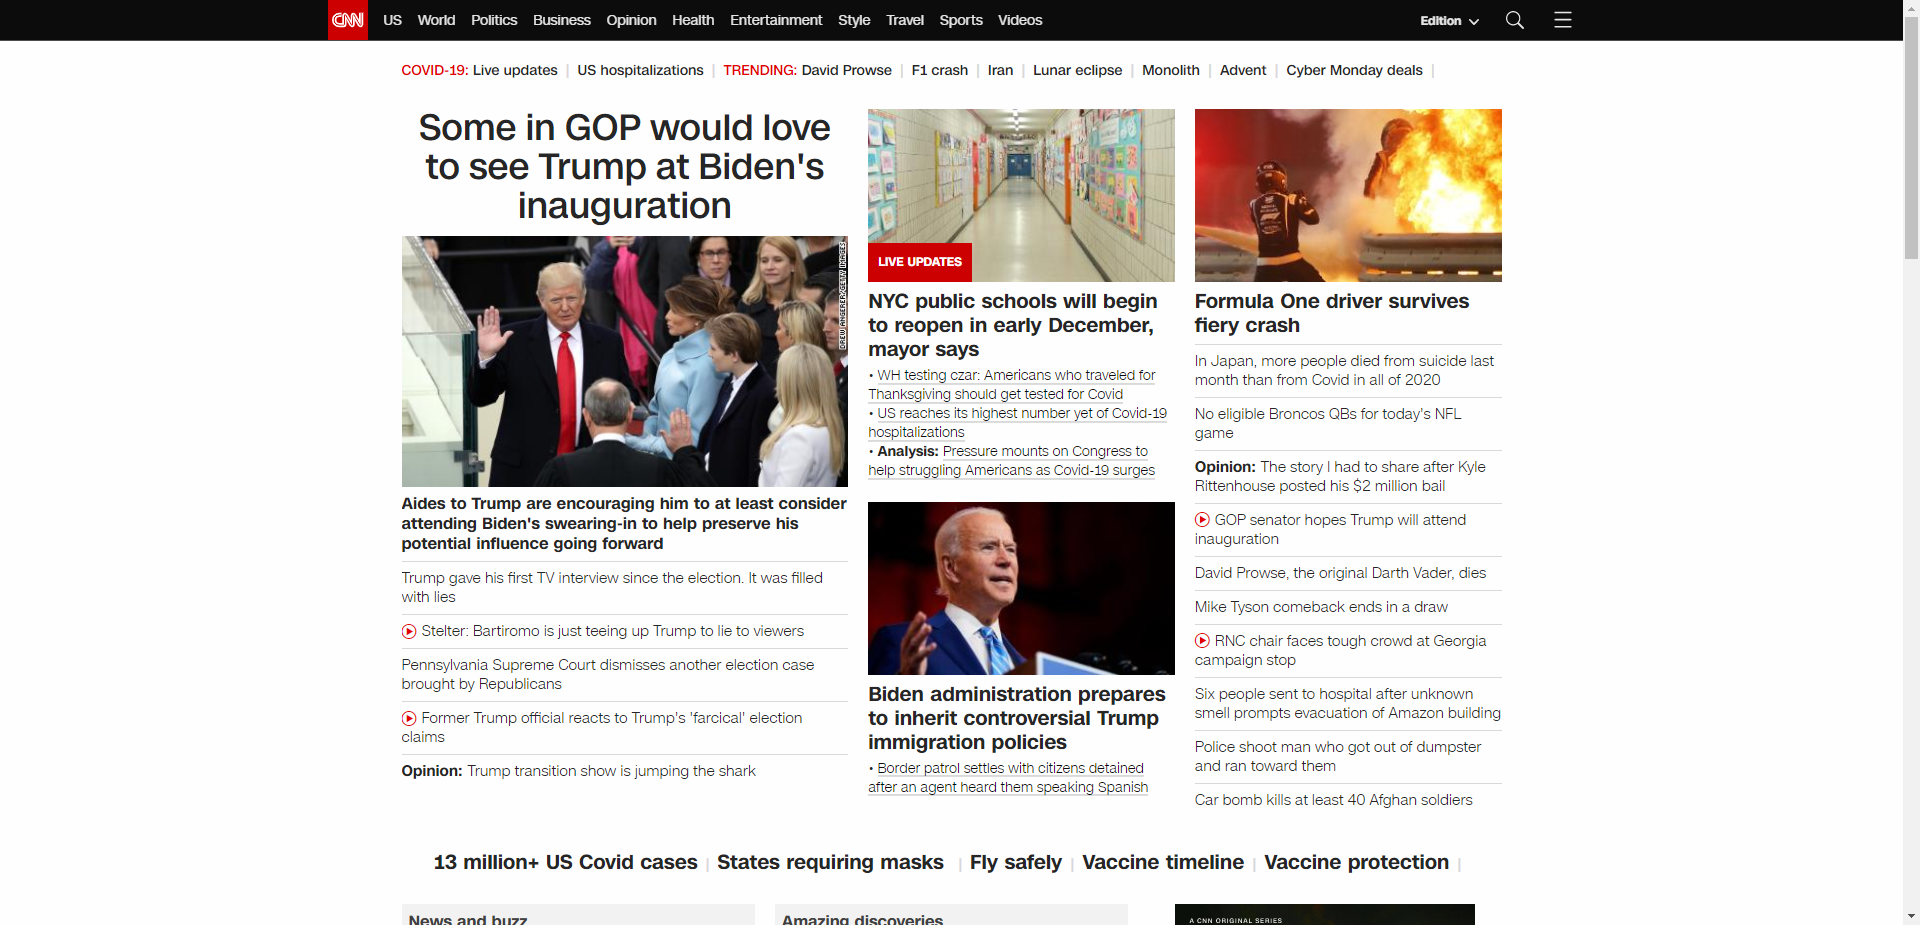 CNN US World Politics Business Opinion Health Entertainment Style Travel Sports Videos Edition
COVID-19: Live updates | US hospitalizations | TRENDING: David Prowse | F1 crash | Iran | Lunar eclipse | Monolith | Advent | Cyber Monday deals |
Some in GOP would love
to see Trump at Biden's
inauguration
DREW ANGERER/GETTY IMAGES
Aides to Trump are encouraging him to at least consider
attending Biden's swearing-in to help preserve his
potential influence going forward
Trump gave his first TV interview since the election. It was filled
with lies
Stelter: Bartiromo is just teeing up Trump to lie to viewers
Pennsylvania Supreme Court dismisses another election case
brought by Republicans
Former Trump official reacts to Trump's 'farcical' election
claims
Opinion: Trump transition show is jumping the shark
LIVE UPDATES
NYC public schools will begin
to reopen in early December,
mayor says
• WH testing czar: Americans who traveled for
Thanksgiving should get tested for Covid
• US reaches its highest number yet of Covid-19
hospitalizations
• Analysis: Pressure mounts on Congress to
help struggling Americans as Covid-19 surges
Biden administration prepares
to inherit controversial Trump
immigration policies
• Border patrol settles with citizens detained
after an agent heard them speaking Spanish
Formula One driver survives
fiery crash
In Japan, more people died from suicide last
month than from Covid in all of 2020
No eligible Broncos QBs for today's NFL
game
Opinion: The story I had to share after Kyle
Rittenhouse posted his $2 million bail
GOP senator hopes Trump will attend
inauguration
David Prowse, the original Darth Vader, dies
Mike Tyson comeback ends in a draw
RNC chair faces tough crowd at Georgia
campaign stop
Six people sent to hospital after unknown
smell prompts evacuation of Amazon building
Police shoot man who got out of dumpster
and ran toward them
Car bomb kills at least 40 Afghan soldiers
13 million+ US Covid cases | States requiring masks | Fly safely | Vaccine timeline | Vaccine protection |
News and buzz
Amazing discoveries
A CNN ORIGINAL SERIES